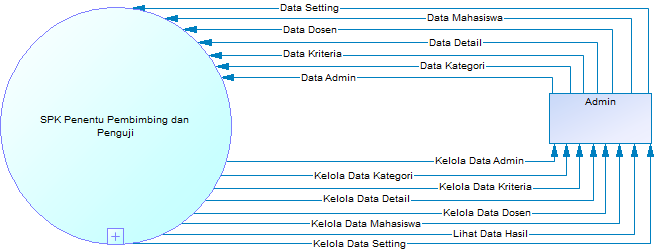 Data Setting
Data Mahasiswa
Data Dosen
Data Detail
Data Kriteria
Data Kategori
Data Admin
Admin
SPK Penentu Pembimbing dan
Penguji
Kelola Data Admin
Kelola Data Kategori
Kelola Data Kriteria
Kelola Data Detail
Kelola Data Dosen
Kelola Data Mahasiswa
Lihat Data Hasil
Kelola Data Setting